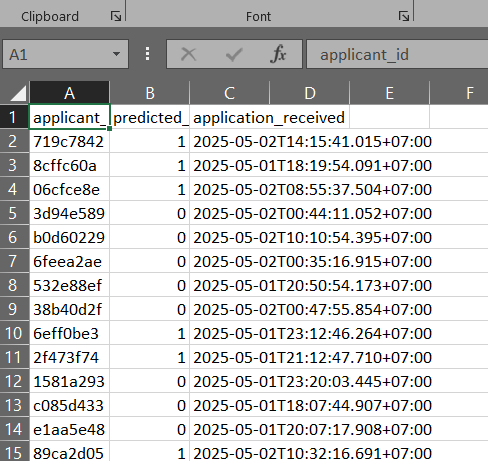 Clipboard Font
A1 fx applicant_id
A B C D E F
1 applicant_ predicted_ application_received
2 719c7842 1 2025-05-02T14:15:41.015+07:00
3 8cffc60a 1 2025-05-01T18:19:54.091+07:00
4 06cfce8e 1 2025-05-02T08:55:37.504+07:00
5 3d94e589 0 2025-05-02T00:44:11.052+07:00
6 b0d60229 0 2025-05-02T10:10:54.395+07:00
7 6feea2ae 0 2025-05-02T00:35:16.915+07:00
8 532e88ef 0 2025-05-01T20:50:54.173+07:00
9 38b40d2f 0 2025-05-02T00:47:55.854+07:00
10 6eff0be3 1 2025-05-01T23:12:46.264+07:00
11 2f473f74 1 2025-05-01T21:12:47.710+07:00
12 1581a293 0 2025-05-01T23:20:03.445+07:00
13 c085d433 0 2025-05-01T18:07:44.907+07:00
14 e1aa5e48 0 2025-05-01T20:07:17.908+07:00
15 89ca2d05 1 2025-05-02T10:32:16.691+07:00